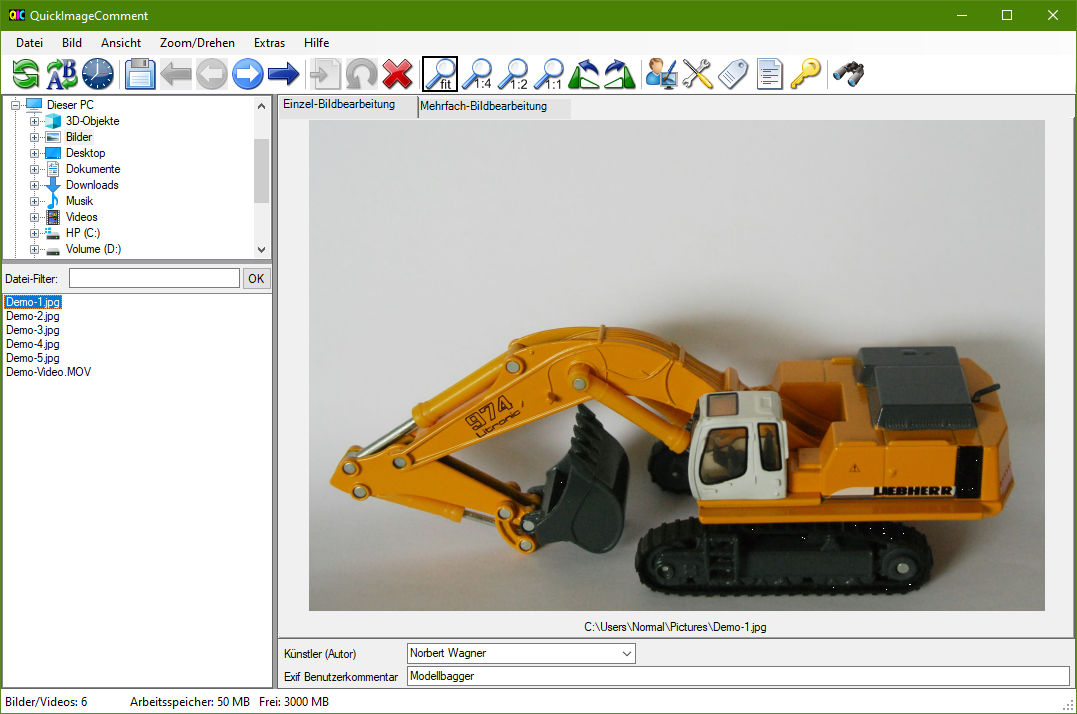 QIC QuickImageComment
Datei Bild Ansicht Zoom/Drehen Extras Hilfe
A B fit 1:4 1:2 1:1
Dieser PC
3D-Objekte
Bilder
Desktop
Dokumente
Downloads
Musik
Videos
HP (C:)
Volume (D:)
Datei-Filter: OK
Demo-1.jpg
Demo-2.jpg
Demo-3.jpg
Demo-4.jpg
Demo-5.jpg
Demo-Video.MOV
Einzel-Bildbearbeitung Mehrfach-Bildbearbeitung
974
Litronic
LIEBHERR
C:\Users\Normal\Pictures\Demo-1.jpg
Künstler (Autor) Norbert Wagner
Exif Benutzerkommentar Modellbagger
Bilder/Videos: 6 Arbeitsspeicher: 50 MB Frei: 3000 MB